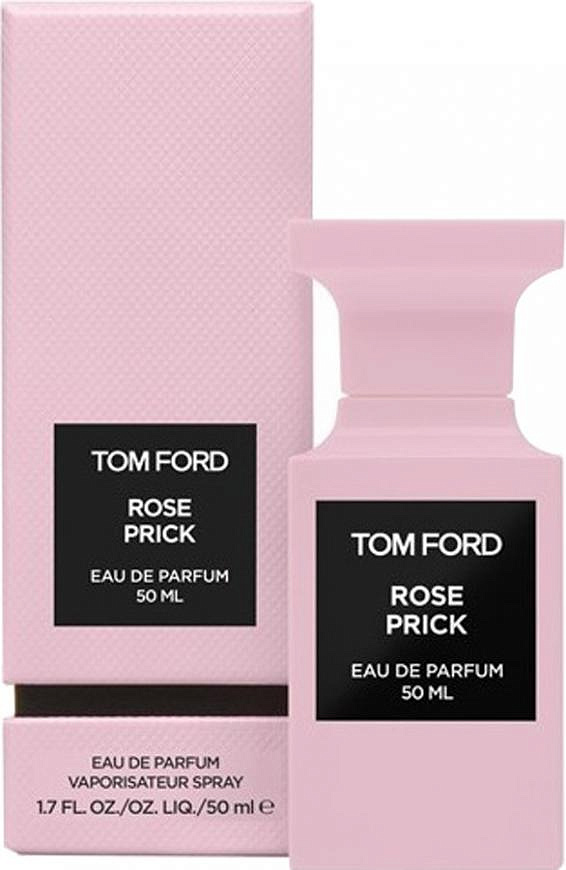 TOM FORD
ROSE
PRICK
EAU DE PARFUM
50 ML
EAU DE PARFUM
VAPORISATEUR SPRAY
1.7 FL. OZ./OZ. LIQ./50 ml ℮
TOM FORD
ROSE
PRICK
EAU DE PARFUM
50 ML